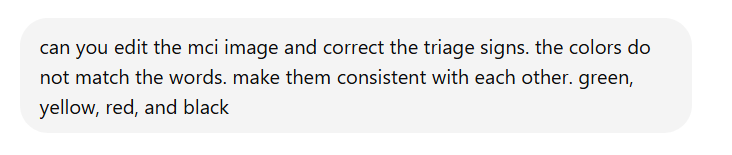 can you edit the mci image and correct the triage signs. the colors do
not match the words. make them consistent with each other. green,
yellow, red, and black